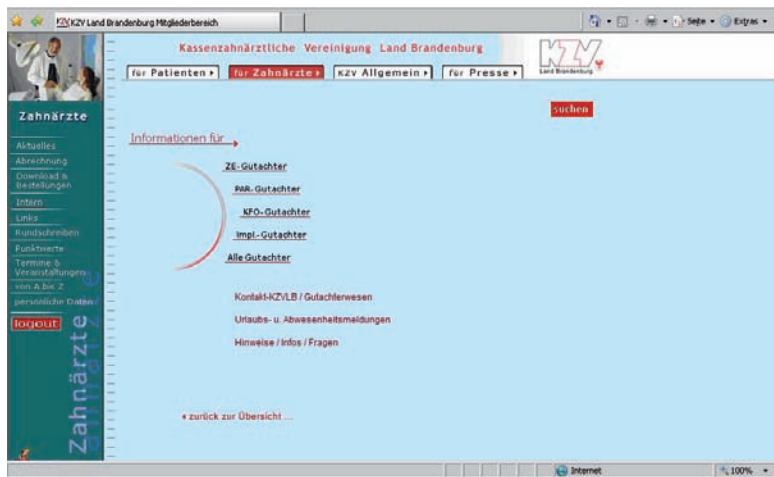 KZV Land Brandenburg Mitgliederbereich
Seite
Extras
Kassenzahnärztliche Vereinigung Land Brandenburg
KZV
Land Brandenburg
für Patienten
für Zahnärzte
KZV Allgemein
für Presse
suchen
Zahnärzte
Aktuelles
Abrechnung
Download &
Bestellungen
Intern
Links
Rundschreiben
Punktwerte
Termine &
Veranstaltungen
von A bis Z
persönliche Daten
logout
Zahnärzte
Informationen für
ZE-Gutachter
PAR-Gutachter
KFO-Gutachter
Impl.-Gutachter
Alle Gutachter
Kontakt-KZVLB / Gutachterwesen
Urlaubs- u. Abwesenheitsmeldungen
Hinweise / Infos / Fragen
zurück zur Übersicht ...
Internet
100%